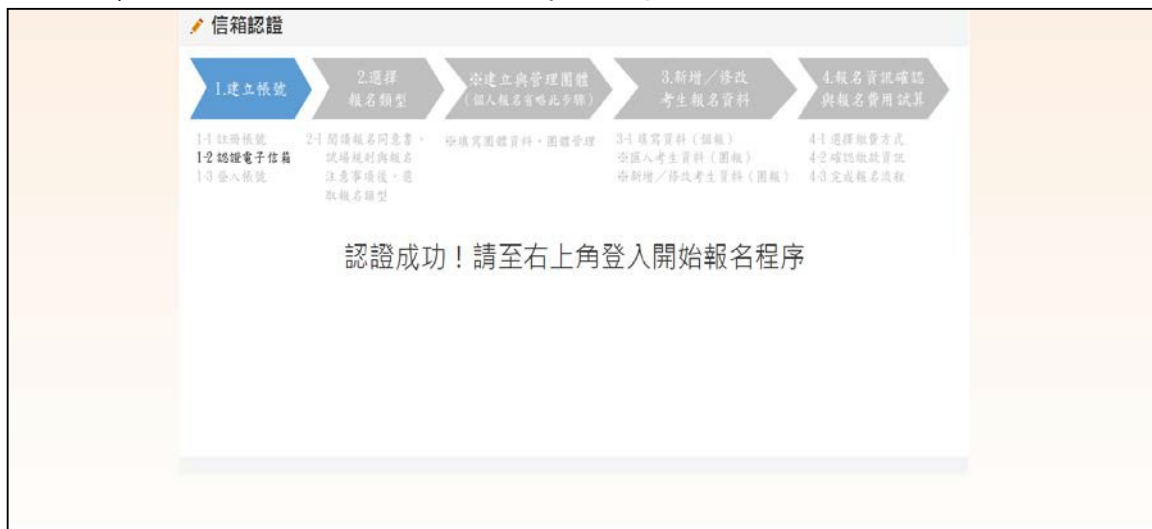 信箱認證
1.建立帳號
2.選擇
報名類型
※建立與管理團體
(個人報名省略此步驟)
3.新增／修改
考生報名資料
4.報名資訊確認
與報名費用試算
1-1 註冊帳號
1-2 認證電子信箱
1-3 登入帳號
2-1 閱讀報名同意書、
試場規則與報名
注意事項後，選
取報名類型
※填寫團體資料、團體管理
3-1 填寫資料（個報）
※匯入考生資料（團報）
※新增／修改考生資料（團報）
4-1 選擇繳費方式
4-2 確認繳款資訊
4-3 完成報名流程
認證成功！請至右上角登入開始報名程序